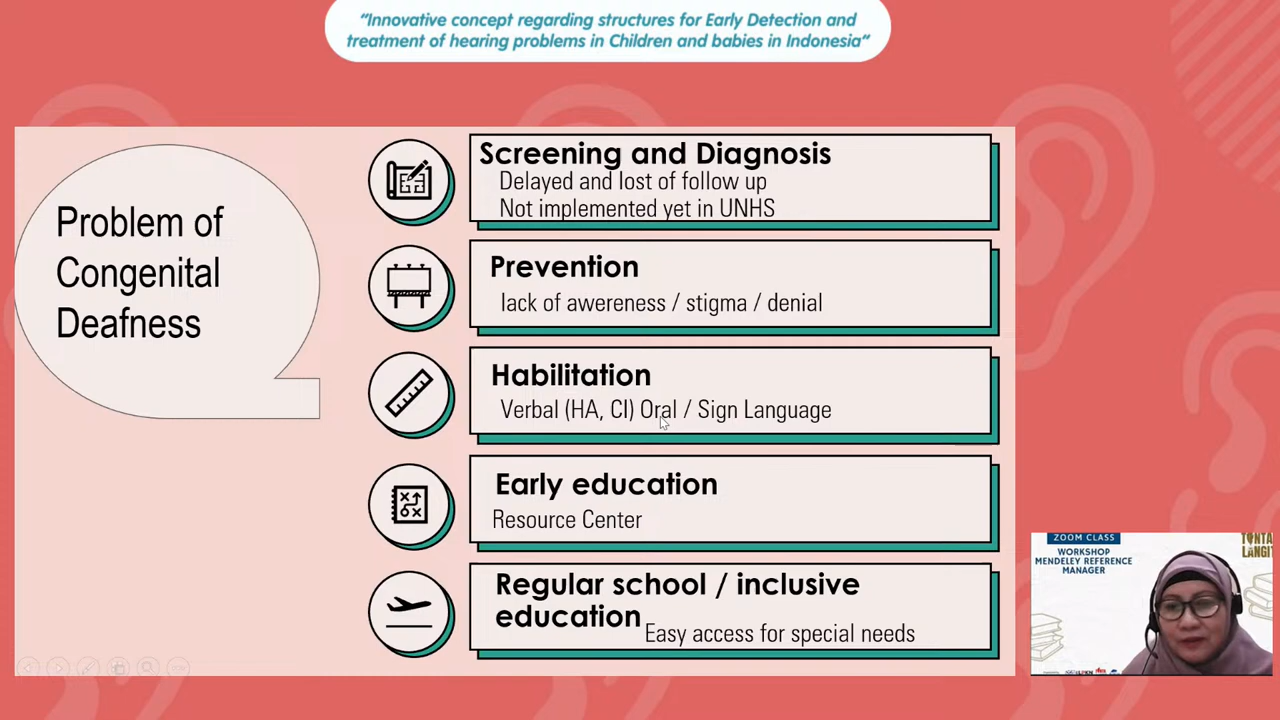 “Innovative concept regarding structures for Early Detection and
treatment of hearing problems in Children and babies in Indonesia“
Problem of
Congenital
Deafness
Screening and Diagnosis
Delayed and lost of follow up
Not implemented yet in UNHS
Prevention
lack of awereness / stigma / denial
Habilitation
Verbal (HA, CI) Oral / Sign Language
Early education
Resource Center
Regular school / inclusive
education
Easy access for special needs
ZOOM CLASS
WORKSHOP
MENDELEY REFERENCE
MANAGER